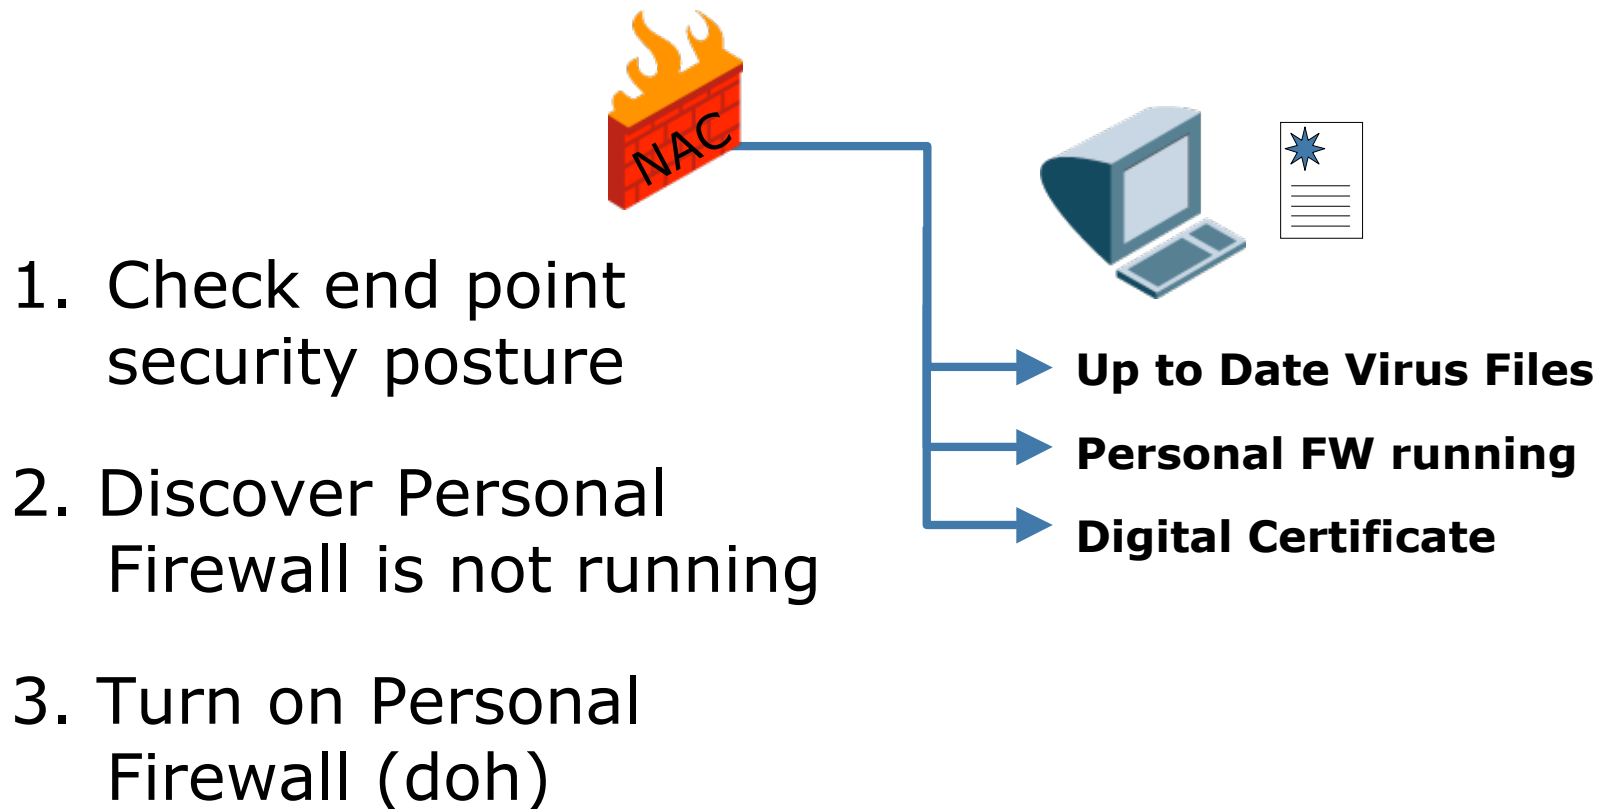 NAC
1. Check end point
security posture
2. Discover Personal
Firewall is not running
3. Turn on Personal
Firewall (doh)
Up to Date Virus Files
Personal FW running
Digital Certificate